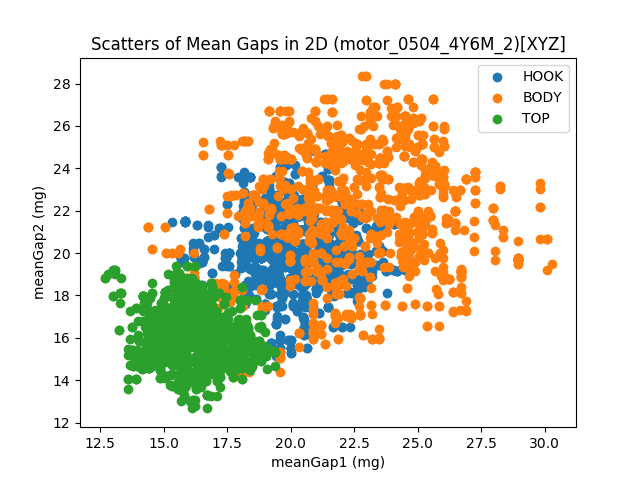 Scatters of Mean Gaps in 2D (motor_0504_4Y6M_2)[XYZ]
HOOK
BODY
TOP
28
26
24
22
20
18
16
14
12
meanGap2 (mg)
12.5 15.0 17.5 20.0 22.5 25.0 27.5 30.0
meanGap1 (mg)